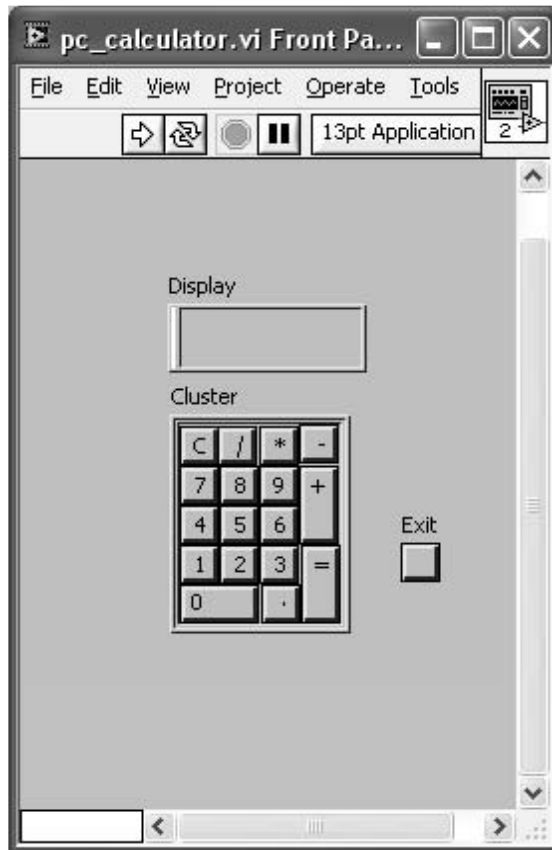 pc_calculator.vi Front Pa...
File Edit View Project Operate Tools
13pt Application
2
Display
Cluster
C / * -
7 8 9 +
4 5 6
Exit
1 2 3 =
0 .